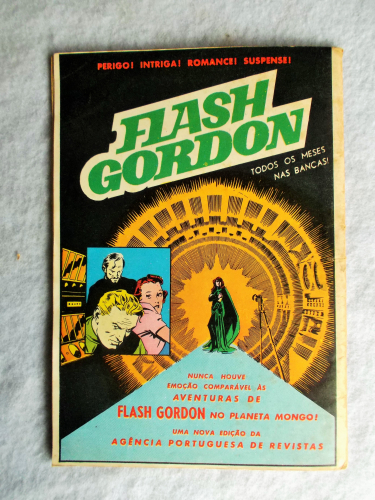 PERIGO! INTRIGA! ROMANCE! SUSPENSE!
FLASH
GORDON
TODOS OS MESES
NAS BANCAS!
NUNCA HOUVE
EMOÇÃO COMPARÁVEL ÀS
AVENTURAS DE
FLASH GORDON NO PLANETA MONGO!
UMA NOVA EDIÇÃO DA
AGÊNCIA PORTUGUESA DE REVISTAS